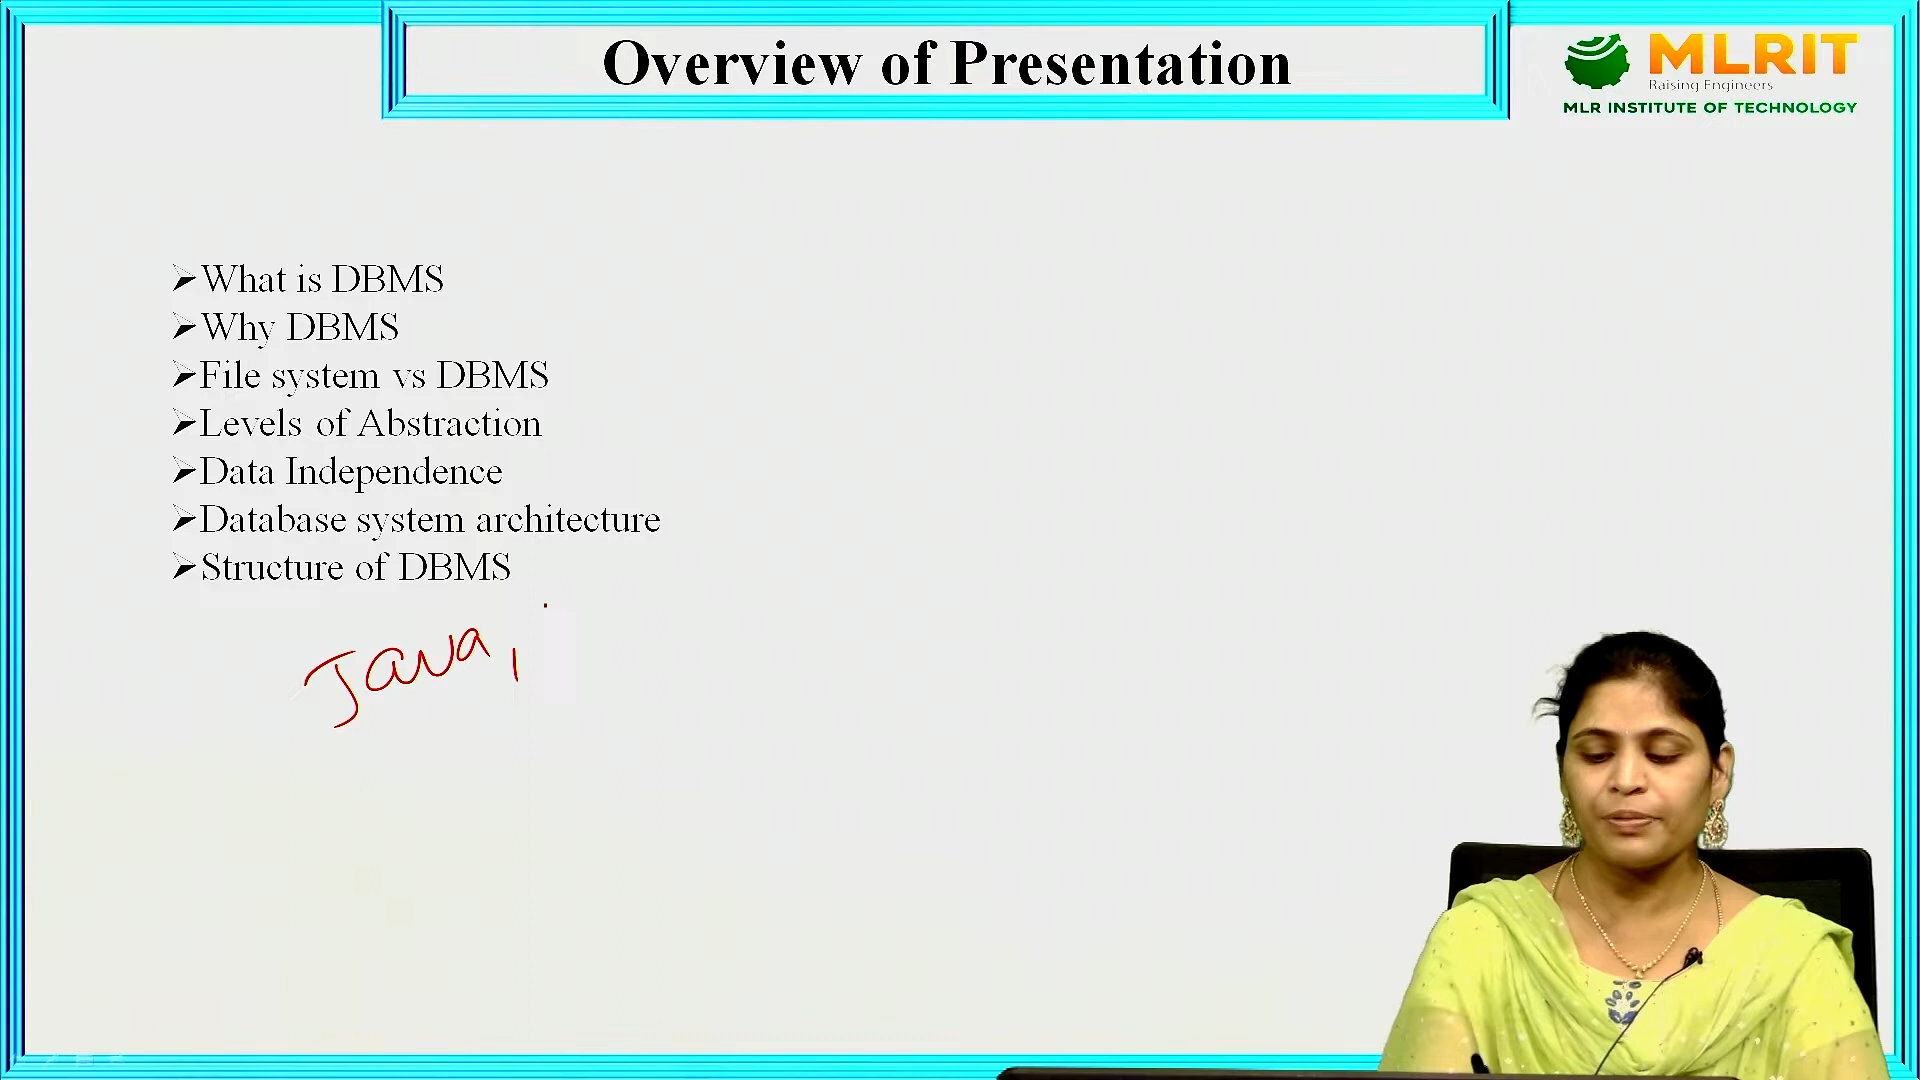 Overview of Presentation
MLRIT
Raising Engineers
MLR INSTITUTE OF TECHNOLOGY
➢What is DBMS
➢Why DBMS
➢File system vs DBMS
➢Levels of Abstraction
➢Data Independence
➢Database system architecture
➢Structure of DBMS
Java,